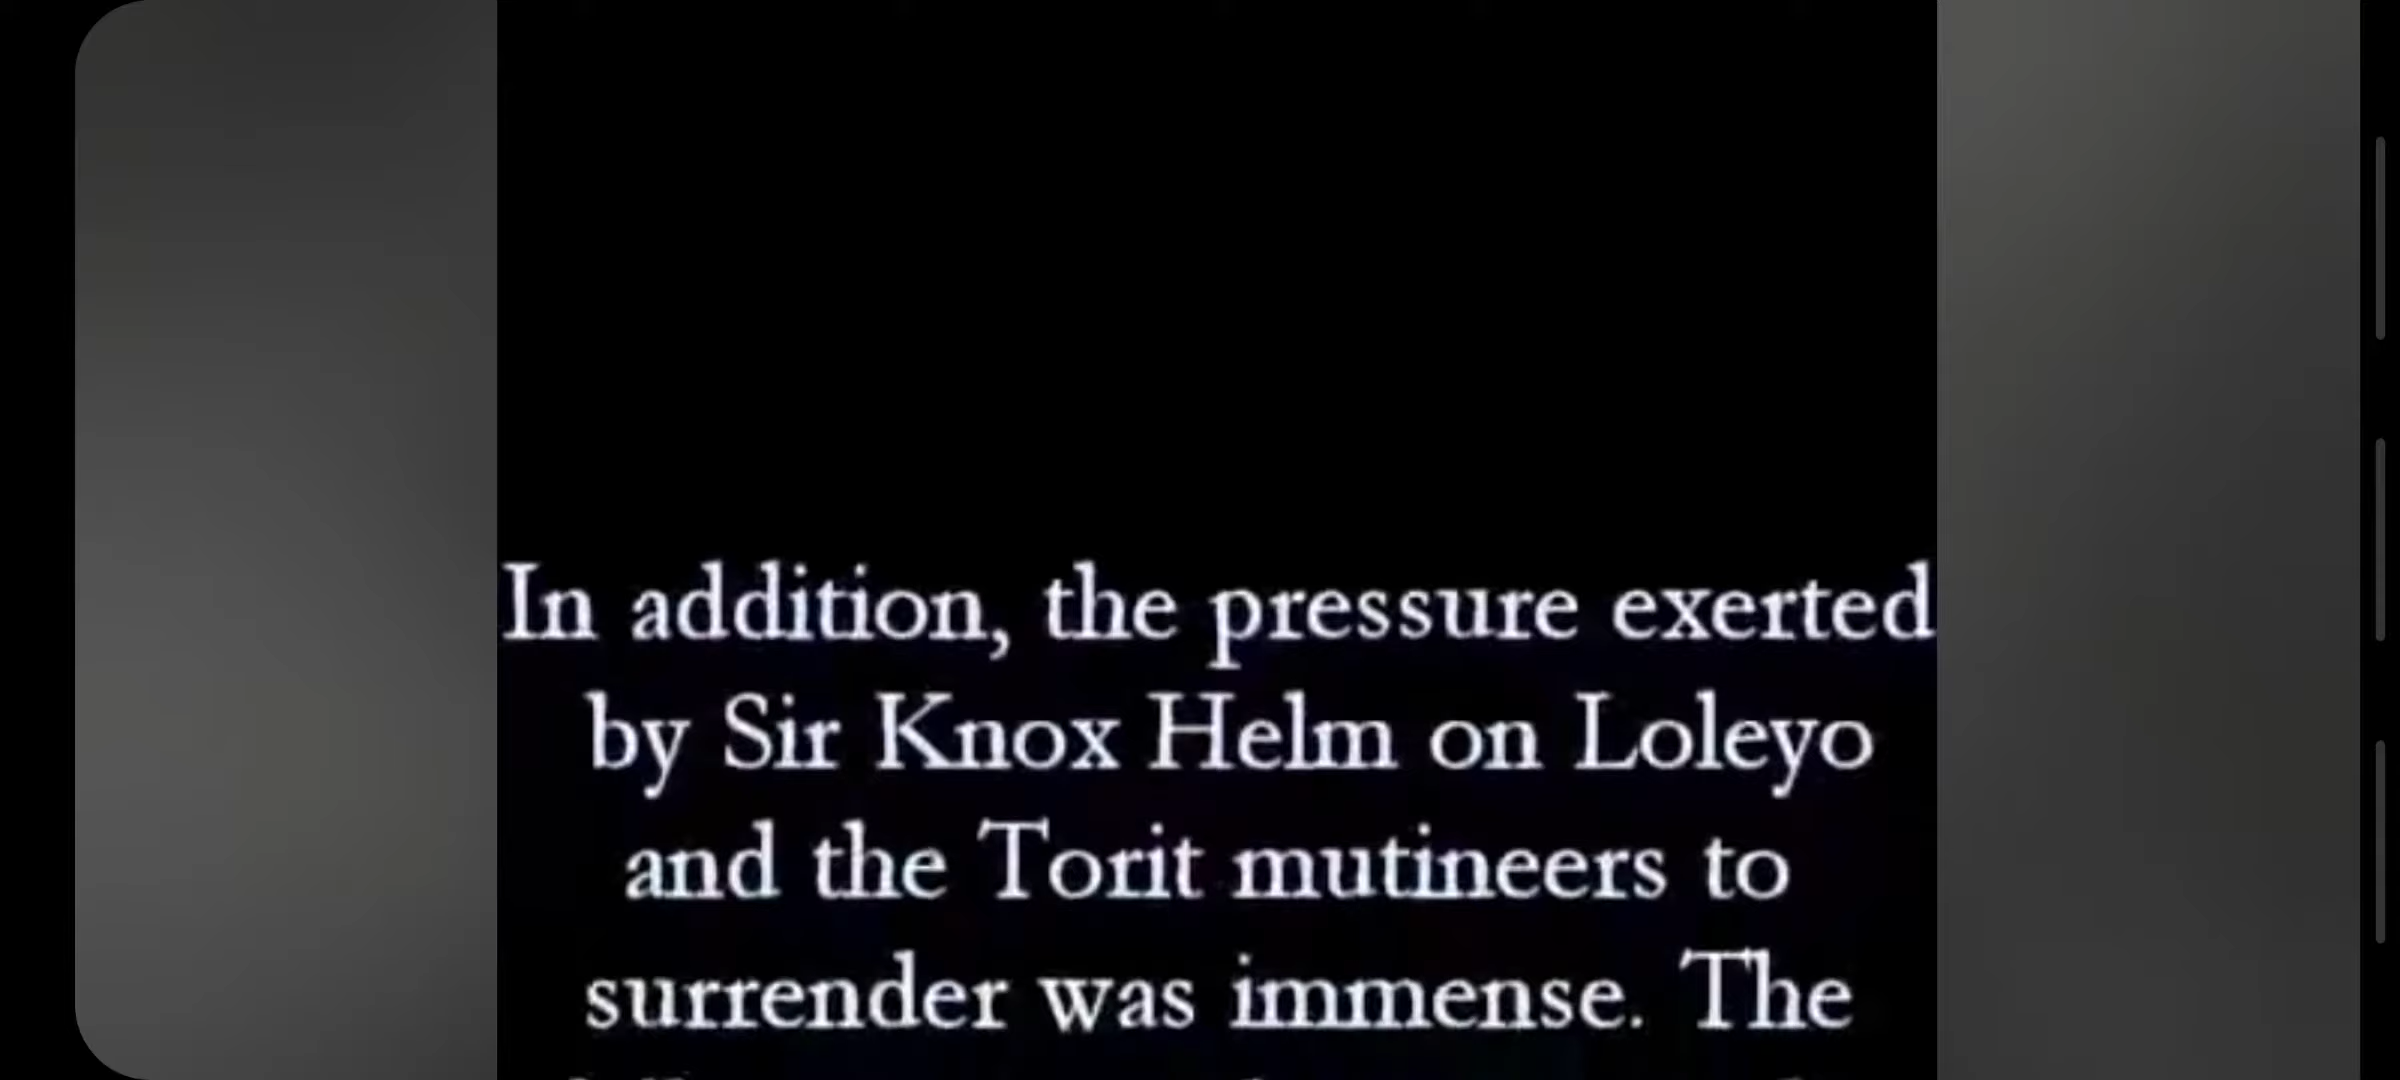 In addition, the pressure exerted
by Sir Knox Helm on Loleyo
and the Torit mutineers to
surrender was immense. The